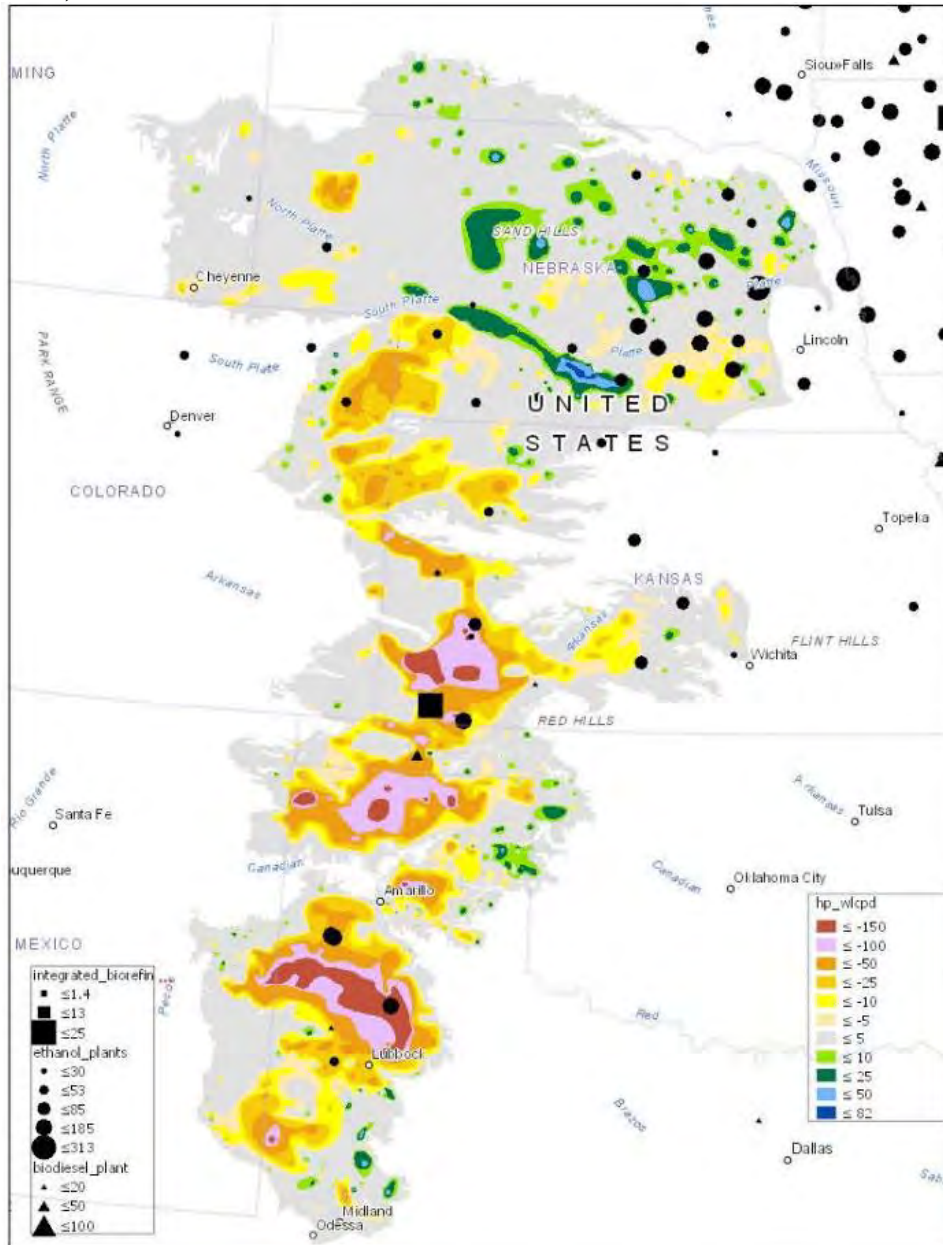 MING
Sioux Falls
North Platte
Missouri
North Platte
SAND HILLS
NEBRASKA
Cheyenne
Platte
South Platte
Lincoln
PARK RANGE
South Platte
Platte
UNITED
STATES
Denver
COLORADO
Topeka
Arkansas
KANSAS
Arkansas
FLINT HILLS
Wichita
RED HILLS
Rio Grande
Santa Fe
Arkansas
Tulsa
Canadian
Canadian
uquerque
Amarillo
Oklahoma City
MEXICO
Pecos
Red
Lubbock
Brazos
Dallas
Sab
Midland
Odessa
hp_wlcpd
≤ -150
≤ -100
≤ -50
≤ -25
≤ -10
≤ -5
≤ 5
≤ 10
≤ 25
≤ 50
≤ 82
integrated_biorefin
≤1.4
≤13
≤25
ethanol_plants
≤30
≤53
≤85
≤185
≤313
biodiesel_plant
≤20
≤50
≤100